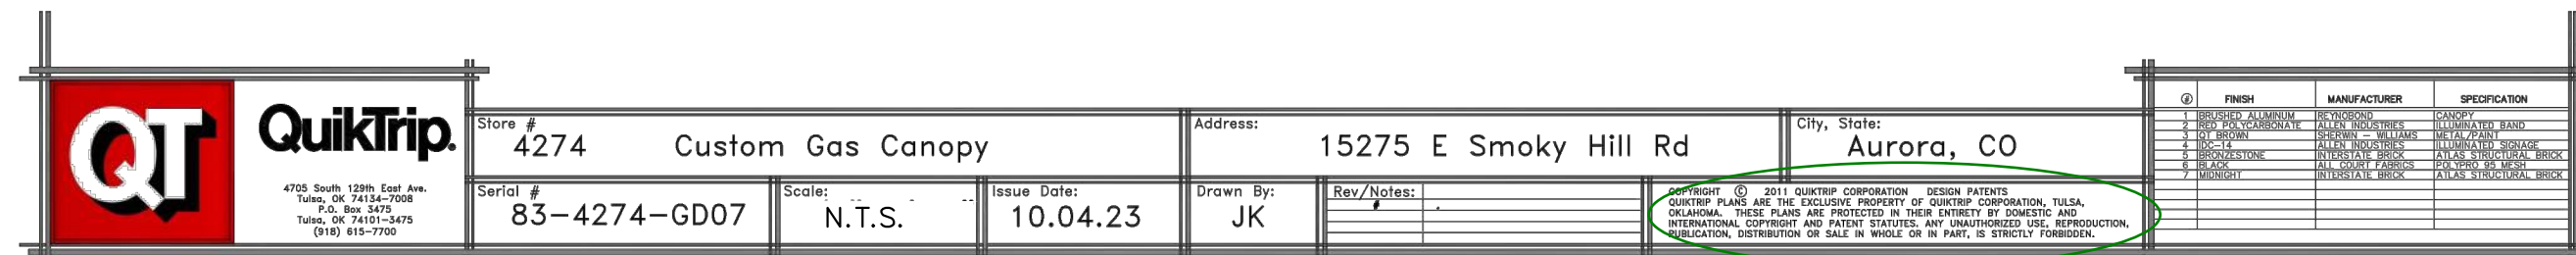 QT
QuikTrip.
4705 South 129th East Ave.
Tulsa, OK 74134-7008
P.O. Box 3475
Tulsa, OK 74101-3475
(918) 615-7700
Store #
4274 Custom Gas Canopy
Address:
15275 E Smoky Hill Rd
City, State:
Aurora, CO
Serial #
83-4274-GD07
Scale:
N.T.S.
Issue Date:
10.04.23
Drawn By:
JK
Rev/Notes:
#
COPYRIGHT © 2011 QUIKTRIP CORPORATION DESIGN PATENTS
QUIKTRIP PLANS ARE THE EXCLUSIVE PROPERTY OF QUIKTRIP CORPORATION, TULSA,
OKLAHOMA. THESE PLANS ARE PROTECTED IN THEIR ENTIRETY BY DOMESTIC AND
INTERNATIONAL COPYRIGHT AND PATENT STATUTES. ANY UNAUTHORIZED USE, REPRODUCTION,
PUBLICATION, DISTRIBUTION OR SALE IN WHOLE OR IN PART, IS STRICTLY FORBIDDEN.
# FINISH MANUFACTURER SPECIFICATION
1 BRUSHED ALUMINUM REYNOBOND CANOPY
2 RED POLYCARBONATE ALLEN INDUSTRIES ILLUMINATED BAND
3 QT BROWN SHERWIN - WILLIAMS METAL/PAINT
4 IDC-14 ALLEN INDUSTRIES ILLUMINATED SIGNAGE
5 BRONZESTONE INTERSTATE BRICK ATLAS STRUCTURAL BRICK
6 BLACK ALL COURT FABRICS POLYPRO 95 MESH
7 MIDNIGHT INTERSTATE BRICK ATLAS STRUCTURAL BRICK